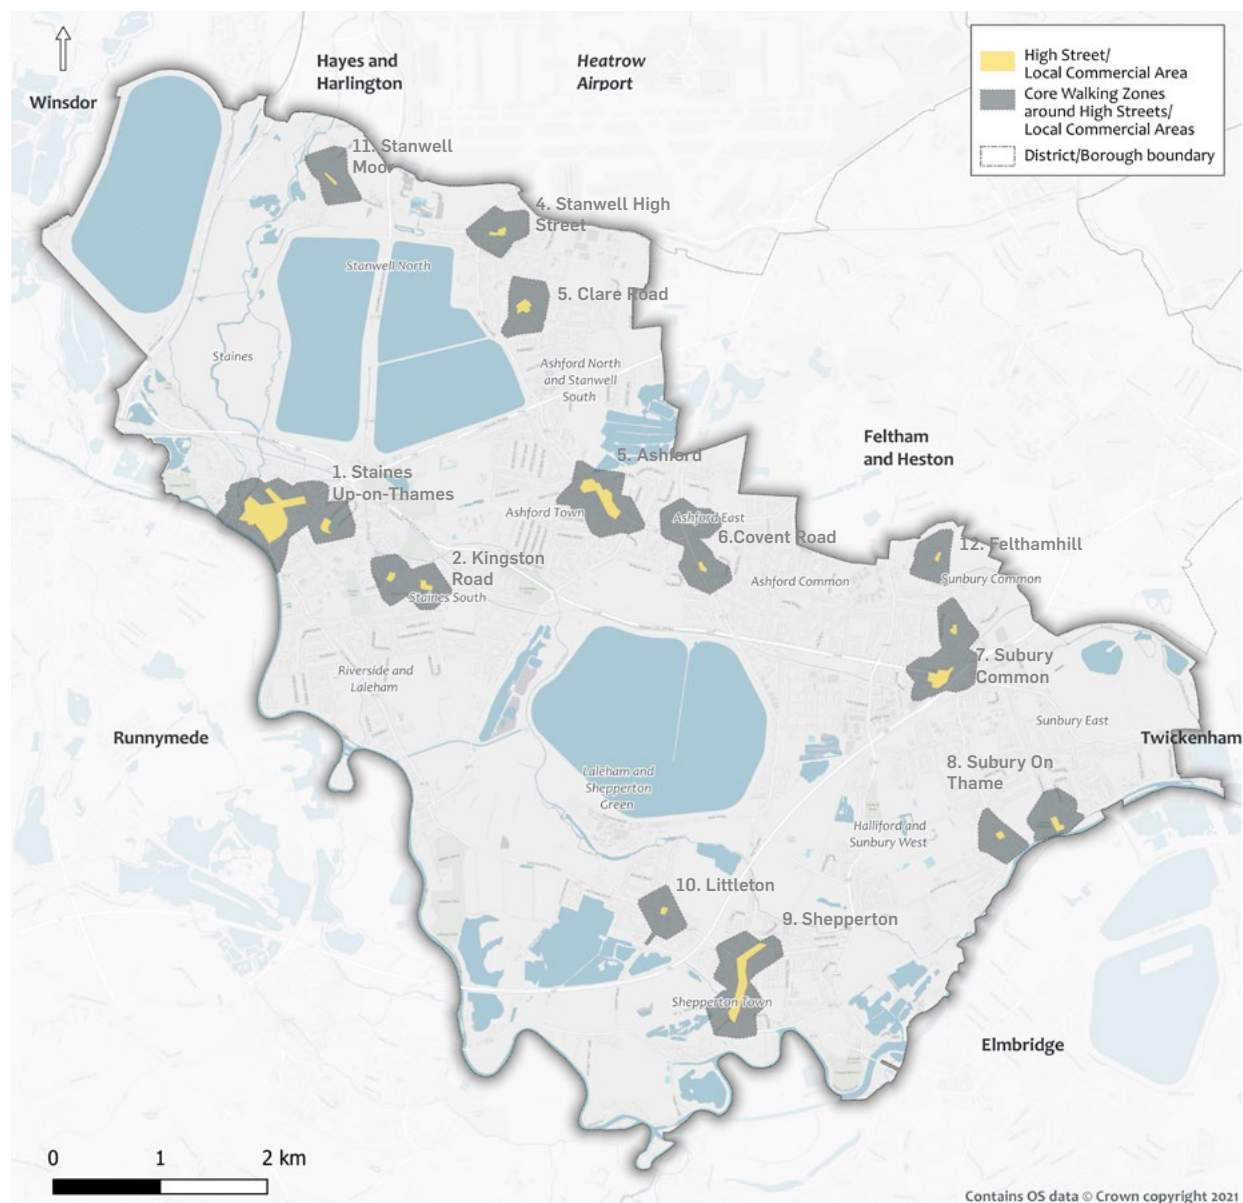 Hayes and
Harlington
Heatrow
Airport
Winsdor
High Street/
Local Commercial Area
Core Walking Zones
around High Streets/
Local Commercial Areas
District/Borough boundary
11. Stanwell
Moor
4. Stanwell High
Street
Stanwell North
5. Clare Road
Staines
Ashford North
and Stanwell
South
Feltham
and Heston
1. Staines
Up-on-Thames
5. Ashford
Ashford Town
Ashford East
6.Covent Road
12. Felthamhill
2. Kingston
Road
Staines South
Ashford Common
Sunbury Common
Riverside and
Laleham
7. Subury
Common
Sunbury East
Runnymede
Twickenham
8. Subury On
Thame
Laleham and
Shepperton
Green
Halliford and
Sunbury West
10. Littleton
9. Shepperton
Shepperton Town
Elmbridge
0 1 2 km
Contains OS data © Crown copyright 2021